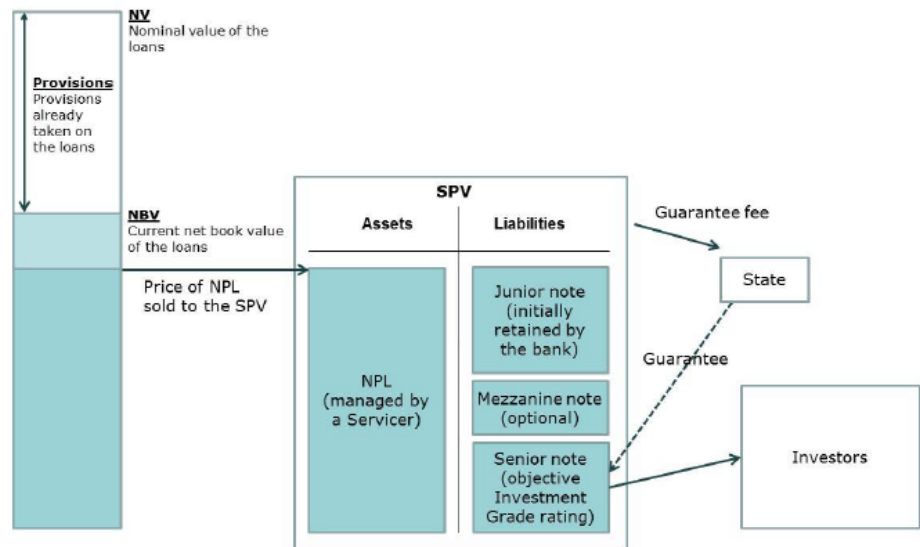 NV
Nominal value of the
loans
Provisions
Provisions
already
taken on
the loans
NBV
Current net book value
of the loans
Price of NPL
sold to the SPV
SPV
Assets
Liabilities
NPL
(managed by
a Servicer)
Junior note
(initially
retained by
the bank)
Mezzanine note
(optional)
Senior note
(objective
Investment
Grade rating)
Guarantee fee
State
Guarantee
Investors